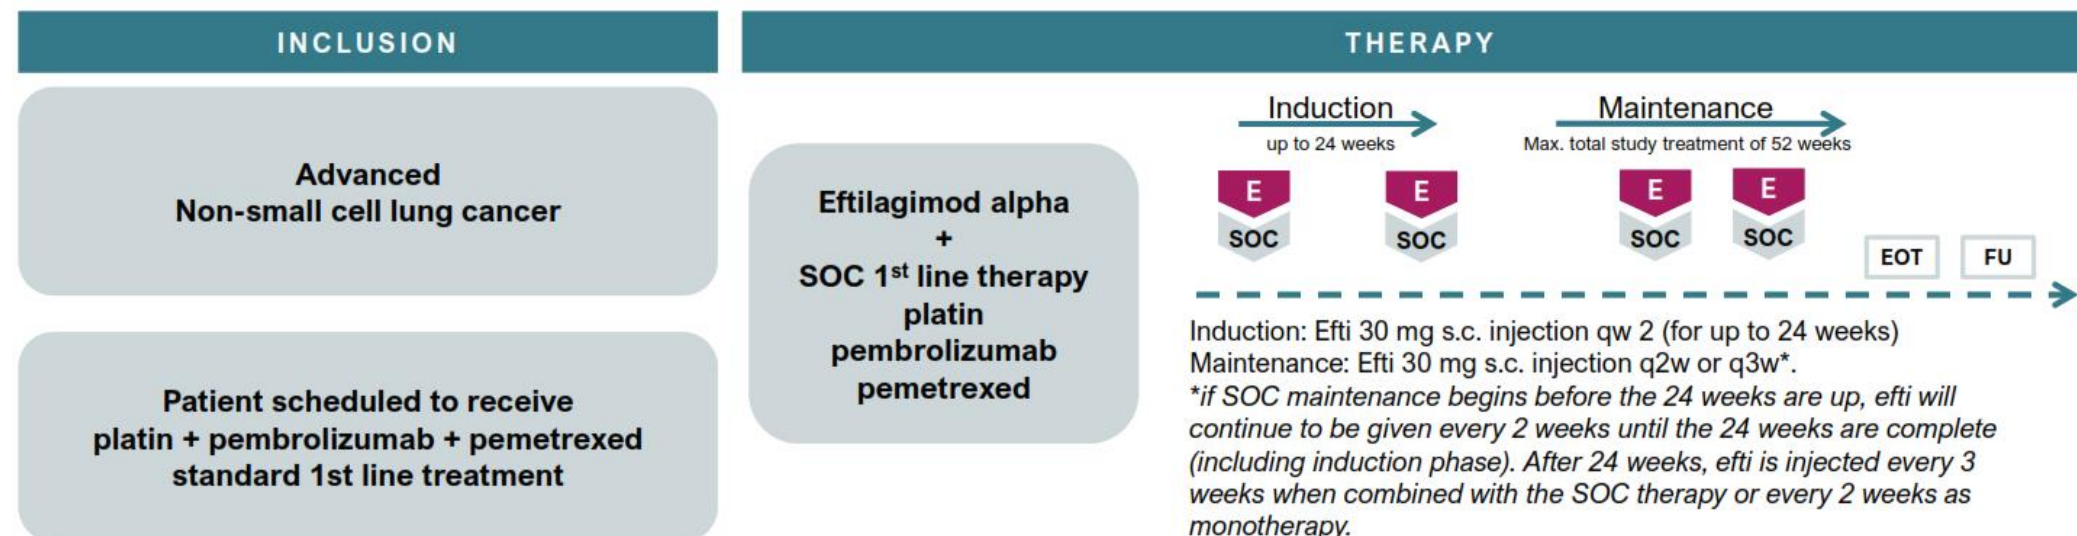 INCLUSION
Advanced
Non-small cell lung cancer
Patient scheduled to receive
platin + pembrolizumab + pemetrexed
standard 1st line treatment
THERAPY
Eftilagimod alpha
+
SOC 1st line therapy
platin
pembrolizumab
pemetrexed
Induction
up to 24 weeks
Maintenance
Max. total study treatment of 52 weeks
E
SOC
E
SOC
E
SOC
E
SOC
EOT
FU
Induction: Efti 30 mg s.c. injection qw 2 (for up to 24 weeks)
Maintenance: Efti 30 mg s.c. injection q2w or q3w*.
*if SOC maintenance begins before the 24 weeks are up, efti will
continue to be given every 2 weeks until the 24 weeks are complete
(including induction phase). After 24 weeks, efti is injected every 3
weeks when combined with the SOC therapy or every 2 weeks as
monotherapy.